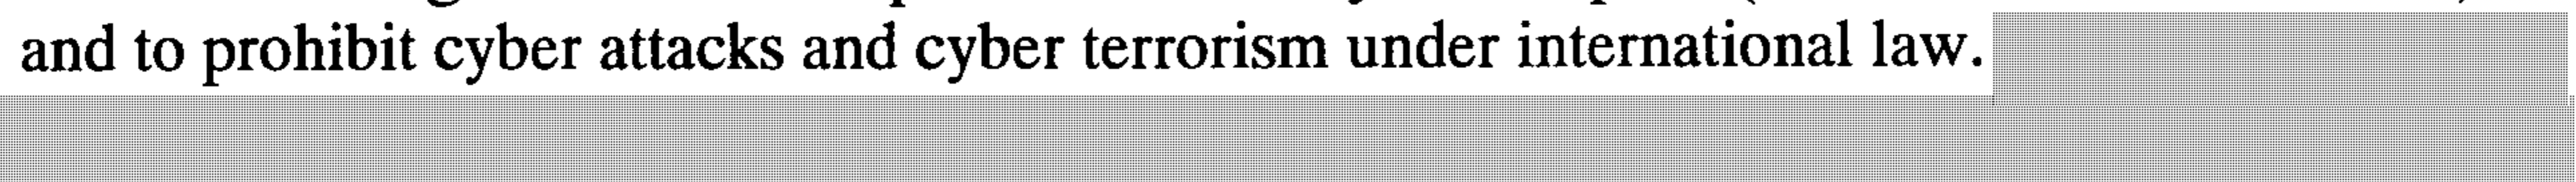 and to prohibit cyber attacks and cyber terrorism under international law.